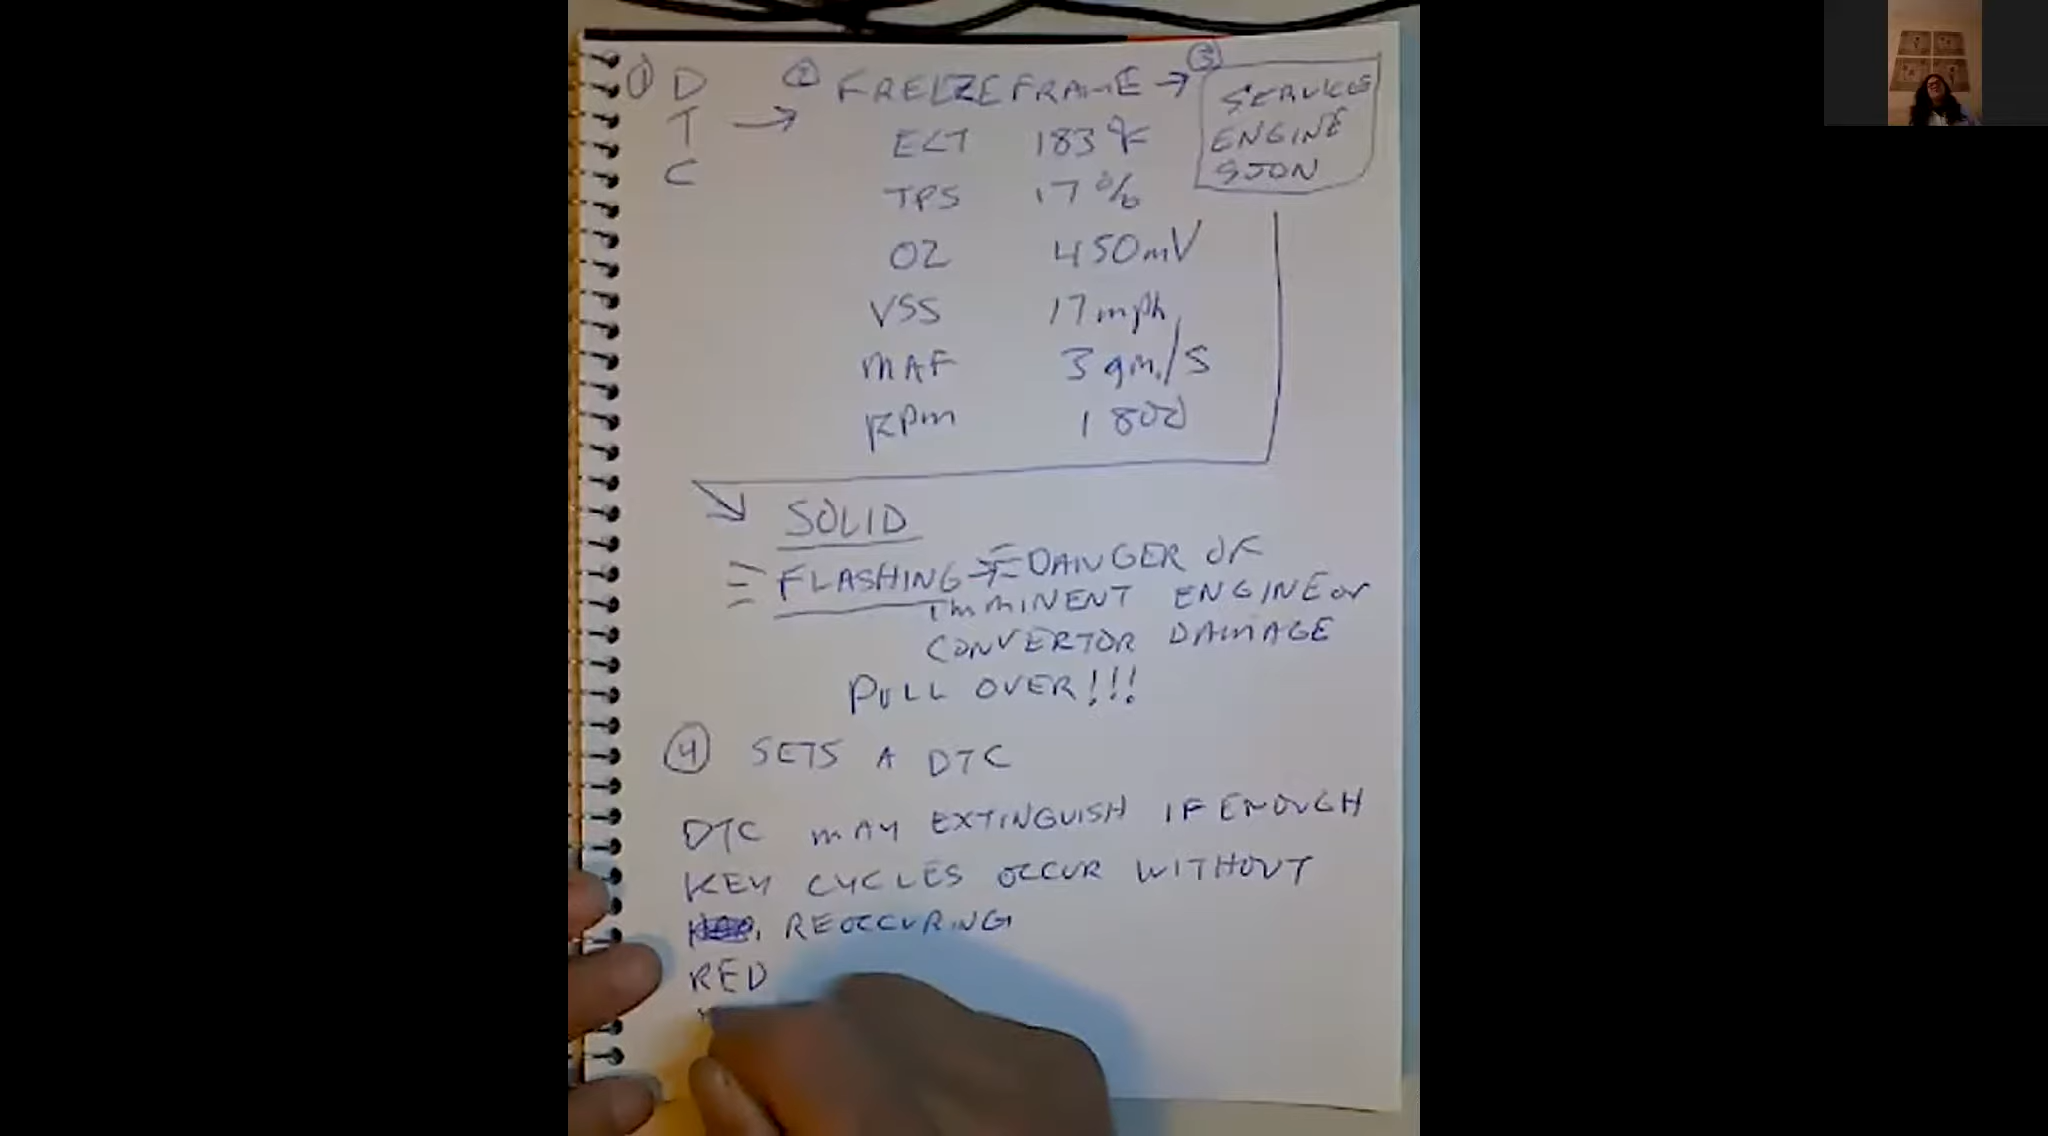 ① D
T
C
② FREEZE FRAME →
ECT 183 °F
TPS 17%
O2 450mV
VSS 17mph
MAF 3 gm./s
RPM 1800
③ SERVICE
ENGINE
SOON
SOLID
FLASHING → DANGER OF
IMMINENT ENGINE or
CONVERTOR DAMAGE
PULL OVER!!!
④ SETS A DTC
DTC MAY EXTINGUISH IF ENOUGH
KEY CYCLES OCCUR WITHOUT
REOCCURING
RED